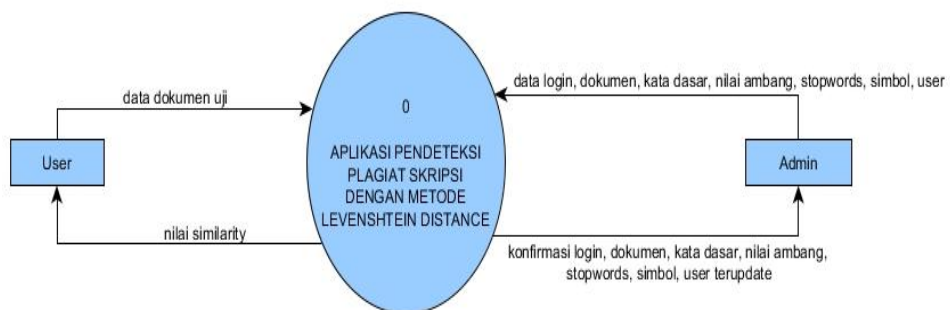 data login, dokumen, kata dasar, nilai ambang, stopwords, simbol, user
data dokumen uji
0
APLIKASI PENDETEKSI
PLAGIAT SKRIPSI
DENGAN METODE
LEVENSHTEIN DISTANCE
User
Admin
nilai similarity
konfirmasi login, dokumen, kata dasar, nilai ambang,
stopwords, simbol, user terupdate